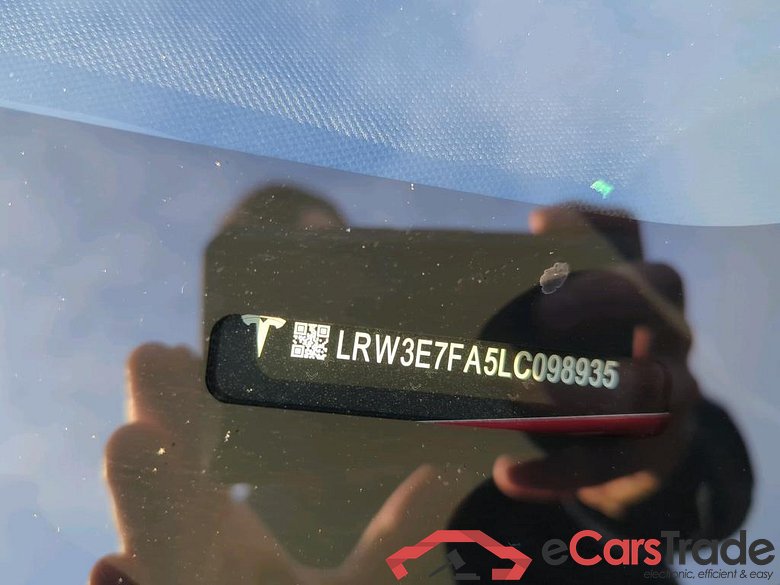 LRW3E7FA5LC098935
eCarsTrade
electronic, efficient & easy